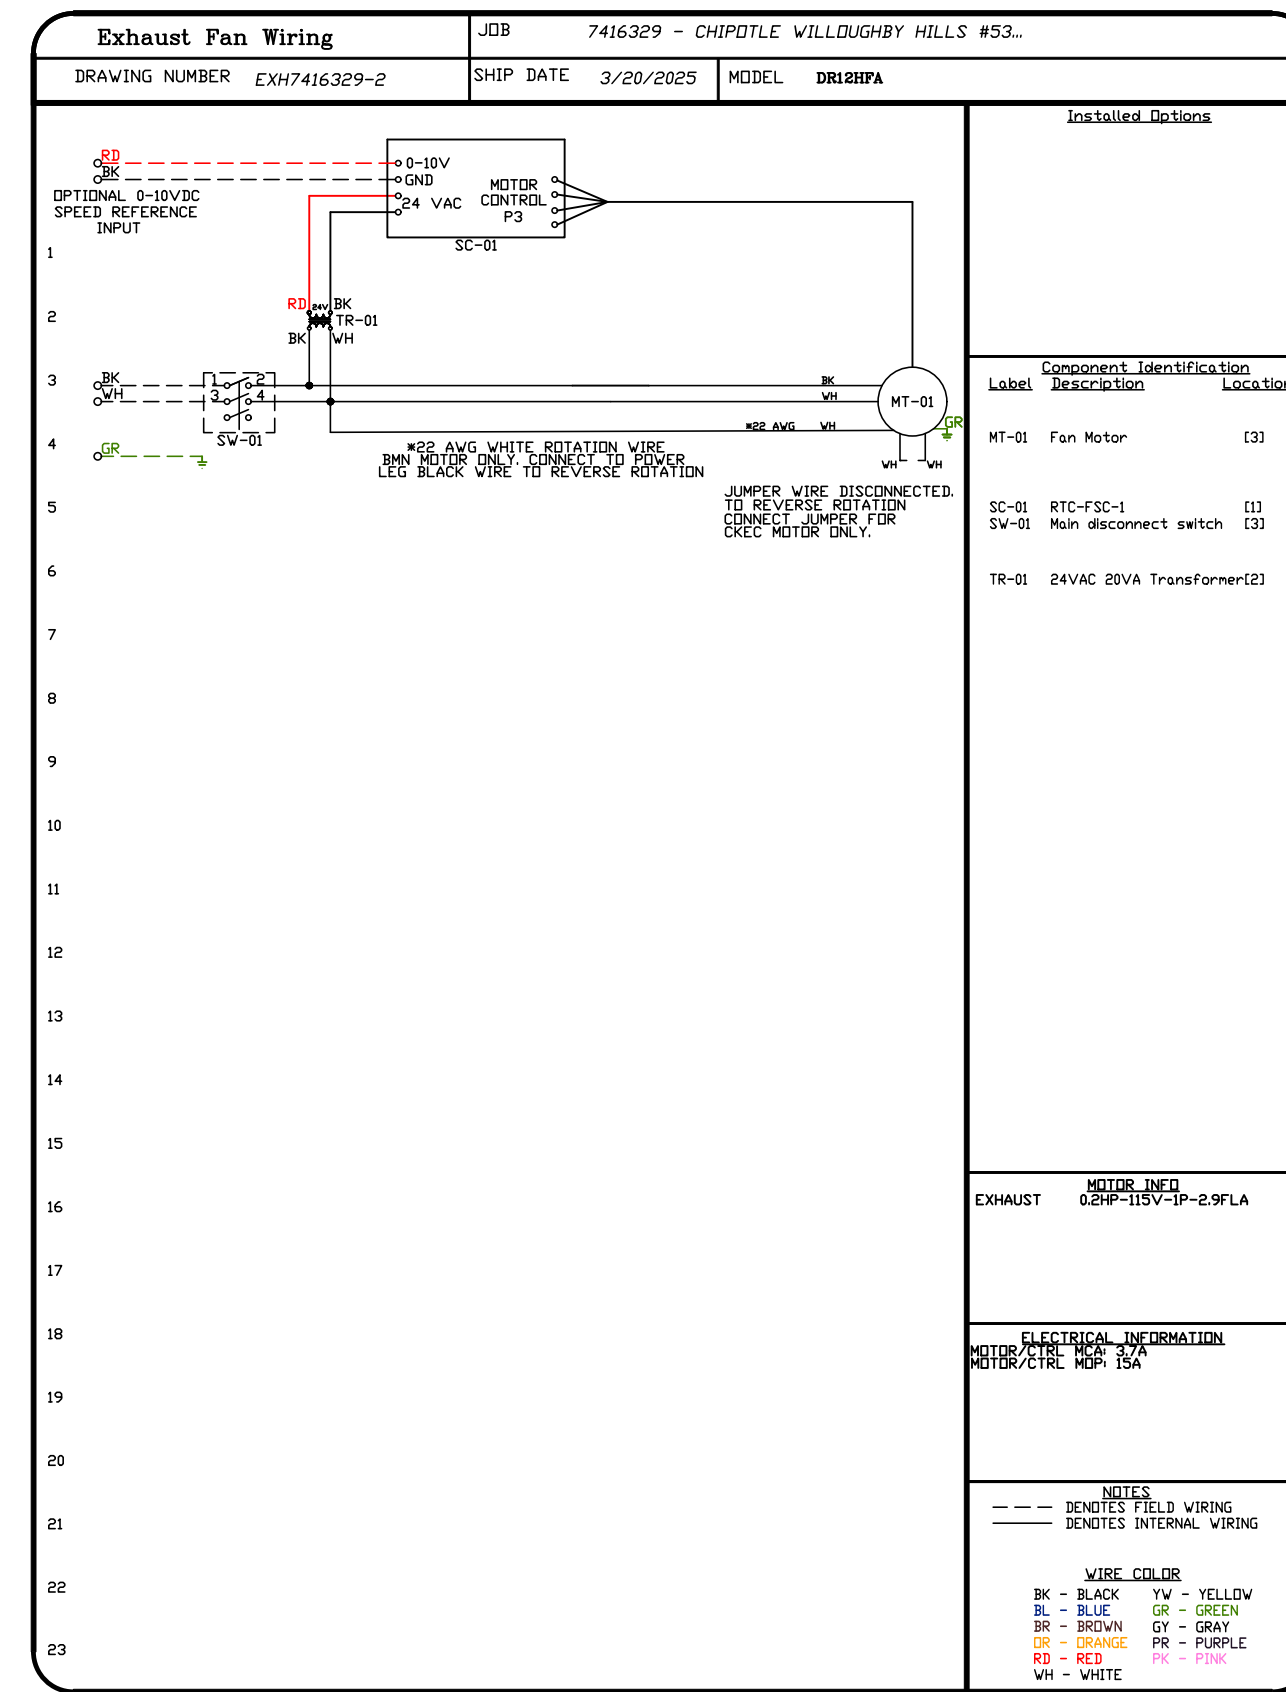 Exhaust Fan Wiring
JOB 7416329 - CHIPOTLE WILLOUGHBY HILLS #53...
DRAWING NUMBER EXH7416329-2
SHIP DATE 3/20/2025
MODEL DR12HFA
RD
BK
OPTIONAL 0-10VDC
SPEED REFERENCE
INPUT
0-10V
GND
24 VAC
MOTOR
CONTROL
P3
SC-01
RD 24V BK
TR-01
BK WH
BK
WH
1 2
3 4
SW-01
GR
BK
WH
*22 AWG WH
MT-01
GR
WH WH
*22 AWG WHITE ROTATION WIRE
BMN MOTOR ONLY. CONNECT TO POWER
LEG BLACK WIRE TO REVERSE ROTATION
JUMPER WIRE DISCONNECTED.
TO REVERSE ROTATION
CONNECT JUMPER FOR
CKEC MOTOR ONLY.
1
2
3
4
5
6
7
8
9
10
11
12
13
14
15
16
17
18
19
20
21
22
23
Installed Options
Component Identification
Label Description Location
MT-01 Fan Motor [3]
SC-01 RTC-FSC-1 [1]
SW-01 Main disconnect switch [3]
TR-01 24VAC 20VA Transformer[2]
MOTOR INFO
EXHAUST 0.2HP-115V-1P-2.9FLA
ELECTRICAL INFORMATION
MOTOR/CTRL MCA: 3.7A
MOTOR/CTRL MOP: 15A
NOTES
DENOTES FIELD WIRING
DENOTES INTERNAL WIRING
WIRE COLOR
BK - BLACK YW - YELLOW
BL - BLUE GR - GREEN
BR - BROWN GY - GRAY
OR - ORANGE PR - PURPLE
RD - RED PK - PINK
WH - WHITE